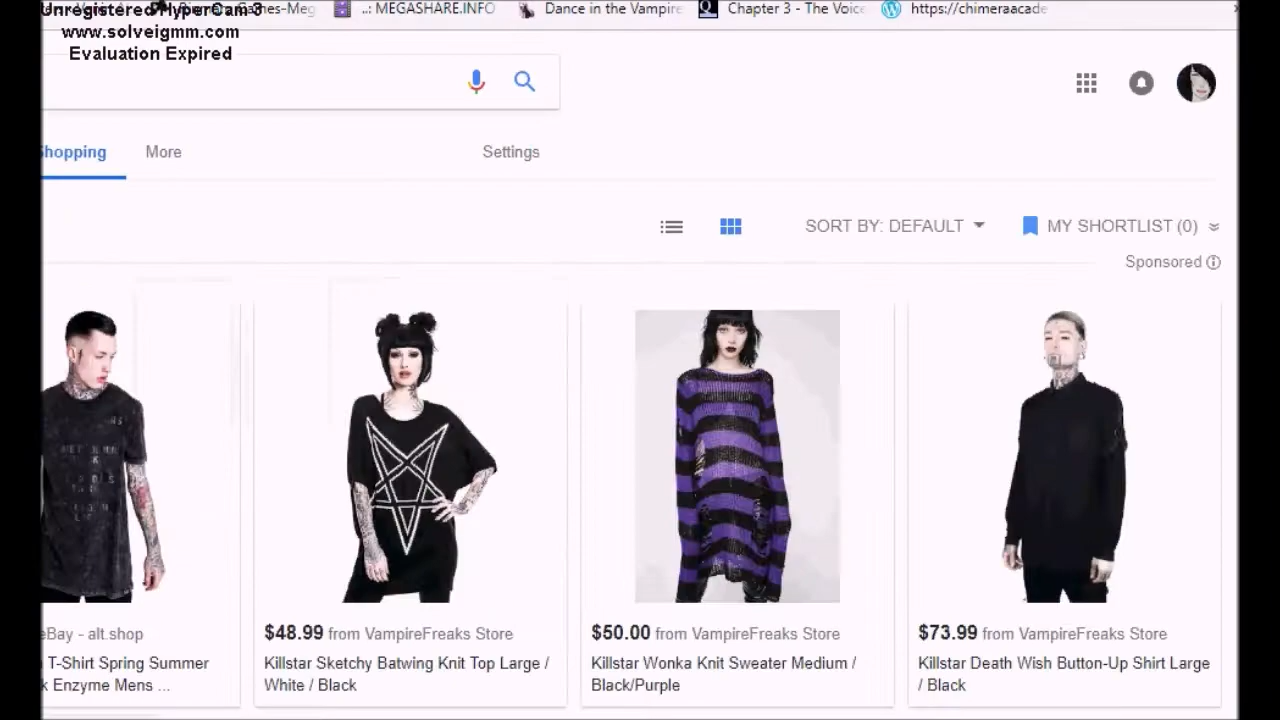 Unregistered HyperCam 3
www.solveigmm.com
Evaluation Expired
..: MEGASHARE.INFO
Dance in the Vampire
Chapter 3 - The Voice
https://chimeraacade
Shopping
More
Settings
SORT BY: DEFAULT
MY SHORTLIST (0)
Sponsored
eBay - alt.shop
T-Shirt Spring Summer
k Enzyme Mens ...
$48.99 from VampireFreaks Store
Killstar Sketchy Batwing Knit Top Large /
White / Black
$50.00 from VampireFreaks Store
Killstar Wonka Knit Sweater Medium /
Black/Purple
$73.99 from VampireFreaks Store
Killstar Death Wish Button-Up Shirt Large
/ Black